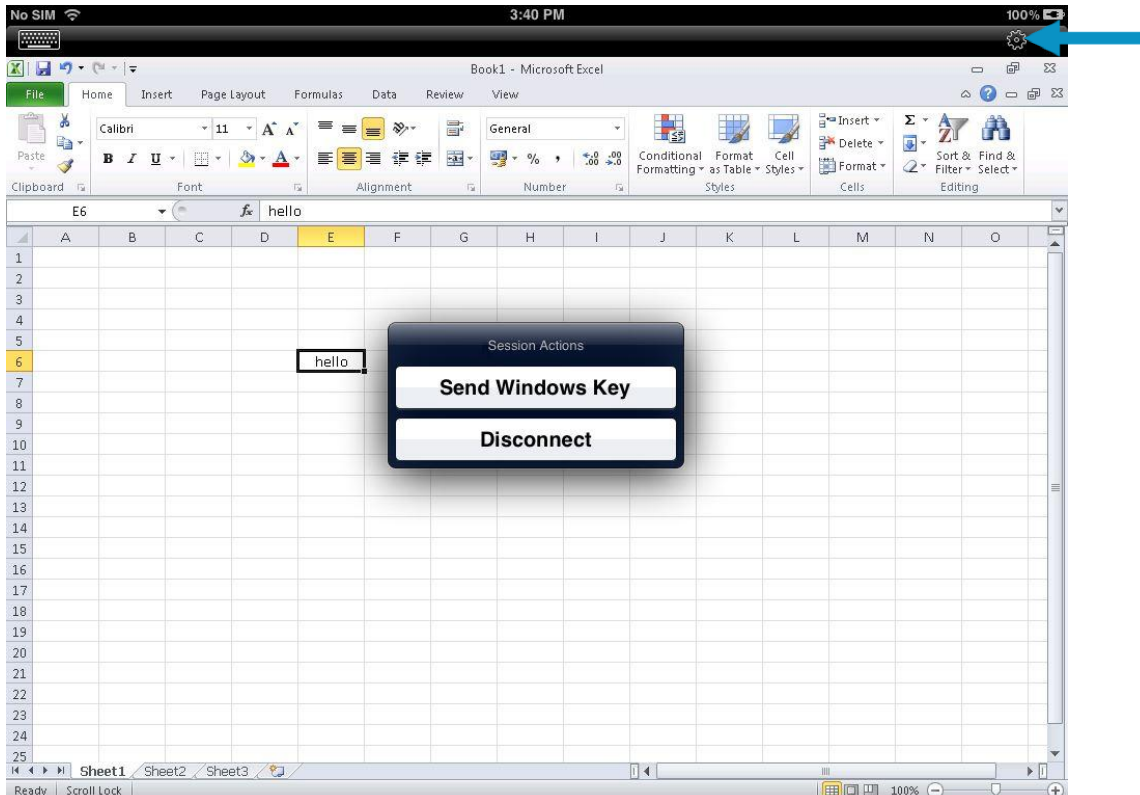 No SIM 3:40 PM 100%
Book1 - Microsoft Excel
File Home Insert Page Layout Formulas Data Review View
Calibri 11 A A General Insert Σ
Paste Conditional Format Cell Delete Sort & Find &
B I U A $ % , .0 .00 .00 .0 Formatting as Table Styles Format Filter Select
Clipboard Font Alignment Number Styles Cells Editing
E6 fx hello
A B C D E F G H I J K L M N O
1
2
3
4
5
6 hello
7
8
9
10
11
12
13
14
15
16
17
18
19
20
21
22
23
24
25
Session Actions
Send Windows Key
Disconnect
Sheet1 Sheet2 Sheet3
Ready Scroll Lock 100%